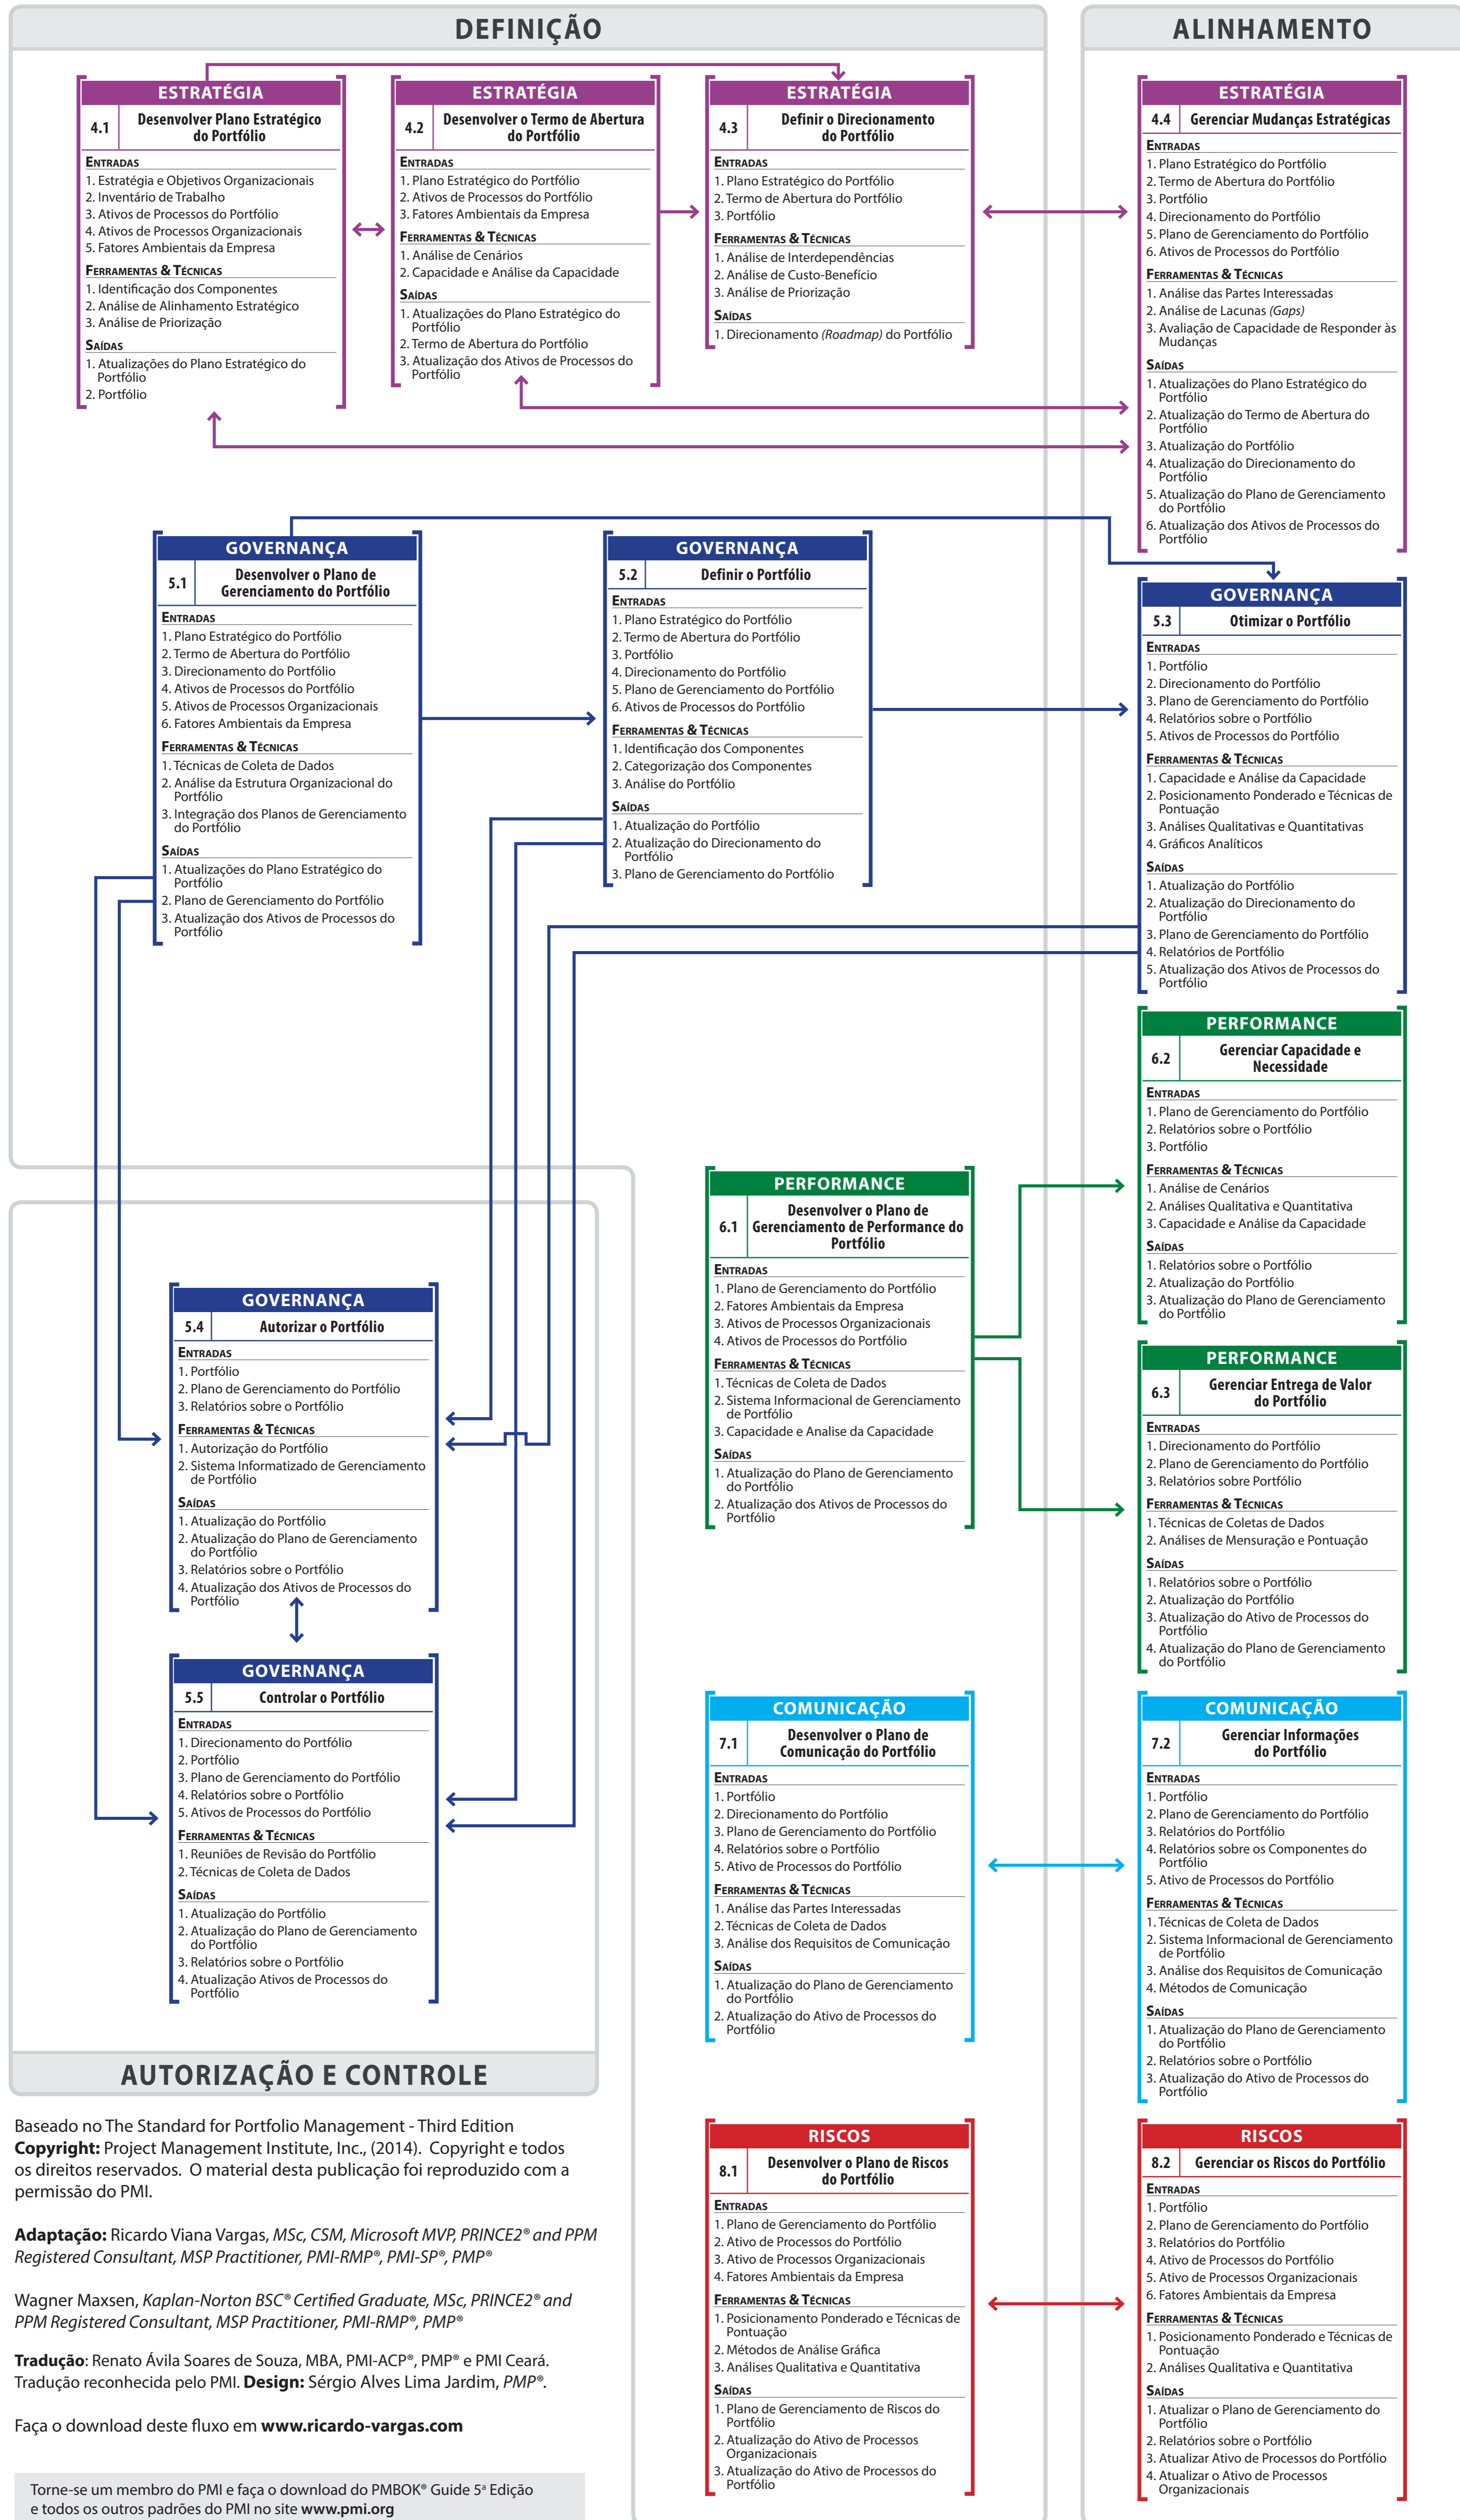 DEFINIÇÃO
ALINHAMENTO
ESTRATÉGIA
4.1
Desenvolver Plano Estratégico
do Portfólio
ENTRADAS
1. Estratégia e Objetivos Organizacionais
2. Inventário de Trabalho
3. Ativos de Processos do Portfólio
4. Ativos de Processos Organizacionais
5. Fatores Ambientais da Empresa
FERRAMENTAS & TÉCNICAS
1. Identificação dos Componentes
2. Análise de Alinhamento Estratégico
3. Análise de Priorização
SAÍDAS
1. Atualizações do Plano Estratégico do
Portfólio
2. Portfólio
ESTRATÉGIA
4.2
Desenvolver o Termo de Abertura
do Portfólio
ENTRADAS
1. Plano Estratégico do Portfólio
2. Ativos de Processos do Portfólio
3. Fatores Ambientais da Empresa
FERRAMENTAS & TÉCNICAS
1. Análise de Cenários
2. Capacidade e Análise da Capacidade
SAÍDAS
1. Atualizações do Plano Estratégico do
Portfólio
2. Termo de Abertura do Portfólio
3. Atualização dos Ativos de Processos do
Portfólio
ESTRATÉGIA
4.3
Definir o Direcionamento
do Portfólio
ENTRADAS
1. Plano Estratégico do Portfólio
2. Termo de Abertura do Portfólio
3. Portfólio
FERRAMENTAS & TÉCNICAS
1. Análise de Interdependências
2. Análise de Custo-Benefício
3. Análise de Priorização
SAÍDAS
1. Direcionamento (Roadmap) do Portfólio
ESTRATÉGIA
4.4
Gerenciar Mudanças Estratégicas
ENTRADAS
1. Plano Estratégico do Portfólio
2. Termo de Abertura do Portfólio
3. Portfólio
4. Direcionamento do Portfólio
5. Plano de Gerenciamento do Portfólio
6. Ativos de Processos do Portfólio
FERRAMENTAS & TÉCNICAS
1. Análise das Partes Interessadas
2. Análise de Lacunas (Gaps)
3. Avaliação de Capacidade de Responder às
Mudanças
SAÍDAS
1. Atualizações do Plano Estratégico do
Portfólio
2. Atualização do Termo de Abertura do
Portfólio
3. Atualização do Portfólio
4. Atualização do Direcionamento do
Portfólio
5. Atualização do Plano de Gerenciamento
do Portfólio
6. Atualização dos Ativos de Processos do
Portfólio
GOVERNANÇA
5.1
Desenvolver o Plano de
Gerenciamento do Portfólio
ENTRADAS
1. Plano Estratégico do Portfólio
2. Termo de Abertura do Portfólio
3. Direcionamento do Portfólio
4. Ativos de Processos do Portfólio
5. Ativos de Processos Organizacionais
6. Fatores Ambientais da Empresa
FERRAMENTAS & TÉCNICAS
1. Técnicas de Coleta de Dados
2. Análise da Estrutura Organizacional do
Portfólio
3. Integração dos Planos de Gerenciamento
do Portfólio
SAÍDAS
1. Atualizações do Plano Estratégico do
Portfólio
2. Plano de Gerenciamento do Portfólio
3. Atualização dos Ativos de Processos do
Portfólio
GOVERNANÇA
5.2
Definir o Portfólio
ENTRADAS
1. Plano Estratégico do Portfólio
2. Termo de Abertura do Portfólio
3. Portfólio
4. Direcionamento do Portfólio
5. Plano de Gerenciamento do Portfólio
6. Ativos de Processos do Portfólio
FERRAMENTAS & TÉCNICAS
1. Identificação dos Componentes
2. Categorização dos Componentes
3. Análise do Portfólio
SAÍDAS
1. Atualização do Portfólio
2. Atualização do Direcionamento do
Portfólio
3. Plano de Gerenciamento do Portfólio
GOVERNANÇA
5.3
Otimizar o Portfólio
ENTRADAS
1. Portfólio
2. Direcionamento do Portfólio
3. Plano de Gerenciamento do Portfólio
4. Relatórios sobre o Portfólio
5. Ativos de Processos do Portfólio
FERRAMENTAS & TÉCNICAS
1. Capacidade e Análise da Capacidade
2. Posicionamento Ponderado e Técnicas de
Pontuação
3. Análises Qualitativas e Quantitativas
4. Gráficos Analíticos
SAÍDAS
1. Atualização do Portfólio
2. Atualização do Direcionamento do
Portfólio
3. Plano de Gerenciamento do Portfólio
4. Relatórios de Portfólio
5. Atualização dos Ativos de Processos do
Portfólio
PERFORMANCE
6.2
Gerenciar Capacidade e
Necessidade
ENTRADAS
1. Plano de Gerenciamento do Portfólio
2. Relatórios sobre o Portfólio
3. Portfólio
FERRAMENTAS & TÉCNICAS
1. Análise de Cenários
2. Análises Qualitativa e Quantitativa
3. Capacidade e Análise da Capacidade
SAÍDAS
1. Relatórios sobre o Portfólio
2. Atualização do Portfólio
3. Atualização do Plano de Gerenciamento
do Portfólio
PERFORMANCE
6.1
Desenvolver o Plano de
Gerenciamento de Performance do
Portfólio
ENTRADAS
1. Plano de Gerenciamento do Portfólio
2. Fatores Ambientais da Empresa
3. Ativos de Processos Organizacionais
4. Ativos de Processos do Portfólio
FERRAMENTAS & TÉCNICAS
1. Técnicas de Coleta de Dados
2. Sistema Informacional de Gerenciamento
de Portfólio
3. Capacidade e Analise da Capacidade
SAÍDAS
1. Atualização do Plano de Gerenciamento
do Portfólio
2. Atualização dos Ativos de Processos do
Portfólio
PERFORMANCE
6.3
Gerenciar Entrega de Valor
do Portfólio
ENTRADAS
1. Direcionamento do Portfólio
2. Plano de Gerenciamento do Portfólio
3. Relatórios sobre Portfólio
FERRAMENTAS & TÉCNICAS
1. Técnicas de Coletas de Dados
2. Análises de Mensuração e Pontuação
SAÍDAS
1. Relatórios sobre o Portfólio
2. Atualização do Portfólio
3. Atualização do Ativo de Processos do
Portfólio
4. Atualização do Plano de Gerenciamento
do Portfólio
GOVERNANÇA
5.4
Autorizar o Portfólio
ENTRADAS
1. Portfólio
2. Plano de Gerenciamento do Portfólio
3. Relatórios sobre o Portfólio
FERRAMENTAS & TÉCNICAS
1. Autorização do Portfólio
2. Sistema Informatizado de Gerenciamento
de Portfólio
SAÍDAS
1. Atualização do Portfólio
2. Atualização do Plano de Gerenciamento
do Portfólio
3. Relatórios sobre o Portfólio
4. Atualização dos Ativos de Processos do
Portfólio
GOVERNANÇA
5.5
Controlar o Portfólio
ENTRADAS
1. Direcionamento do Portfólio
2. Portfólio
3. Plano de Gerenciamento do Portfólio
4. Relatórios sobre o Portfólio
5. Ativos de Processos do Portfólio
FERRAMENTAS & TÉCNICAS
1. Reuniões de Revisão do Portfólio
2. Técnicas de Coleta de Dados
SAÍDAS
1. Atualização do Portfólio
2. Atualização do Plano de Gerenciamento
do Portfólio
3. Relatórios sobre o Portfólio
4. Atualização Ativos de Processos do
Portfólio
AUTORIZAÇÃO E CONTROLE
COMUNICAÇÃO
7.1
Desenvolver o Plano de
Comunicação do Portfólio
ENTRADAS
1. Portfólio
2. Direcionamento do Portfólio
3. Plano de Gerenciamento do Portfólio
4. Relatórios sobre o Portfólio
5. Ativo de Processos do Portfólio
FERRAMENTAS & TÉCNICAS
1. Análise das Partes Interessadas
2. Técnicas de Coleta de Dados
3. Análise dos Requisitos de Comunicação
SAÍDAS
1. Atualização do Plano de Gerenciamento
do Portfólio
2. Atualização do Ativo de Processos do
Portfólio
COMUNICAÇÃO
7.2
Gerenciar Informações
do Portfólio
ENTRADAS
1. Portfólio
2. Plano de Gerenciamento do Portfólio
3. Relatórios do Portfólio
4. Relatórios sobre os Componentes do
Portfólio
5. Ativo de Processos do Portfólio
FERRAMENTAS & TÉCNICAS
1. Técnicas de Coleta de Dados
2. Sistema Informacional de Gerenciamento
de Portfólio
3. Análise dos Requisitos de Comunicação
4. Métodos de Comunicação
SAÍDAS
1. Atualização do Plano de Gerenciamento
do Portfólio
2. Relatórios sobre o Portfólio
3. Atualização do Ativo de Processos do
Portfólio
RISCOS
8.1
Desenvolver o Plano de Riscos
do Portfólio
ENTRADAS
1. Plano de Gerenciamento do Portfólio
2. Ativo de Processos do Portfólio
3. Ativo de Processos Organizacionais
4. Fatores Ambientais da Empresa
FERRAMENTAS & TÉCNICAS
1. Posicionamento Ponderado e Técnicas de
Pontuação
2. Métodos de Análise Gráfica
3. Análises Qualitativa e Quantitativa
SAÍDAS
1. Plano de Gerenciamento de Riscos do
Portfólio
2. Atualização do Ativo de Processos
Organizacionais
3. Atualização do Ativo de Processos do
Portfólio
RISCOS
8.2
Gerenciar os Riscos do Portfólio
ENTRADAS
1. Portfólio
2. Plano de Gerenciamento do Portfólio
3. Relatórios do Portfólio
4. Ativo de Processos do Portfólio
5. Ativo de Processos Organizacionais
6. Fatores Ambientais da Empresa
FERRAMENTAS & TÉCNICAS
1. Posicionamento Ponderado e Técnicas de
Pontuação
2. Análises Qualitativa e Quantitativa
SAÍDAS
1. Atualizar o Plano de Gerenciamento do
Portfólio
2. Relatórios sobre o Portfólio
3. Atualizar Ativo de Processos do Portfólio
4. Atualizar o Ativo de Processos
Organizacionais
Baseado no The Standard for Portfolio Management - Third Edition
Copyright: Project Management Institute, Inc., (2014). Copyright e todos
os direitos reservados. O material desta publicação foi reproduzido com a
permissão do PMI.
Adaptação: Ricardo Viana Vargas, MSc, CSM, Microsoft MVP, PRINCE2® and PPM
Registered Consultant, MSP Practitioner, PMI-RMP®, PMI-SP®, PMP®
Wagner Maxsen, Kaplan-Norton BSC® Certified Graduate, MSc, PRINCE2® and
PPM Registered Consultant, MSP Practitioner, PMI-RMP®, PMP®
Tradução: Renato Ávila Soares de Souza, MBA, PMI-ACP®, PMP® e PMI Ceará.
Tradução reconhecida pelo PMI. Design: Sérgio Alves Lima Jardim, PMP®.
Faça o download deste fluxo em www.ricardo-vargas.com
Torne-se um membro do PMI e faça o download do PMBOK® Guide 5ª Edição
e todos os outros padrões do PMI no site www.pmi.org